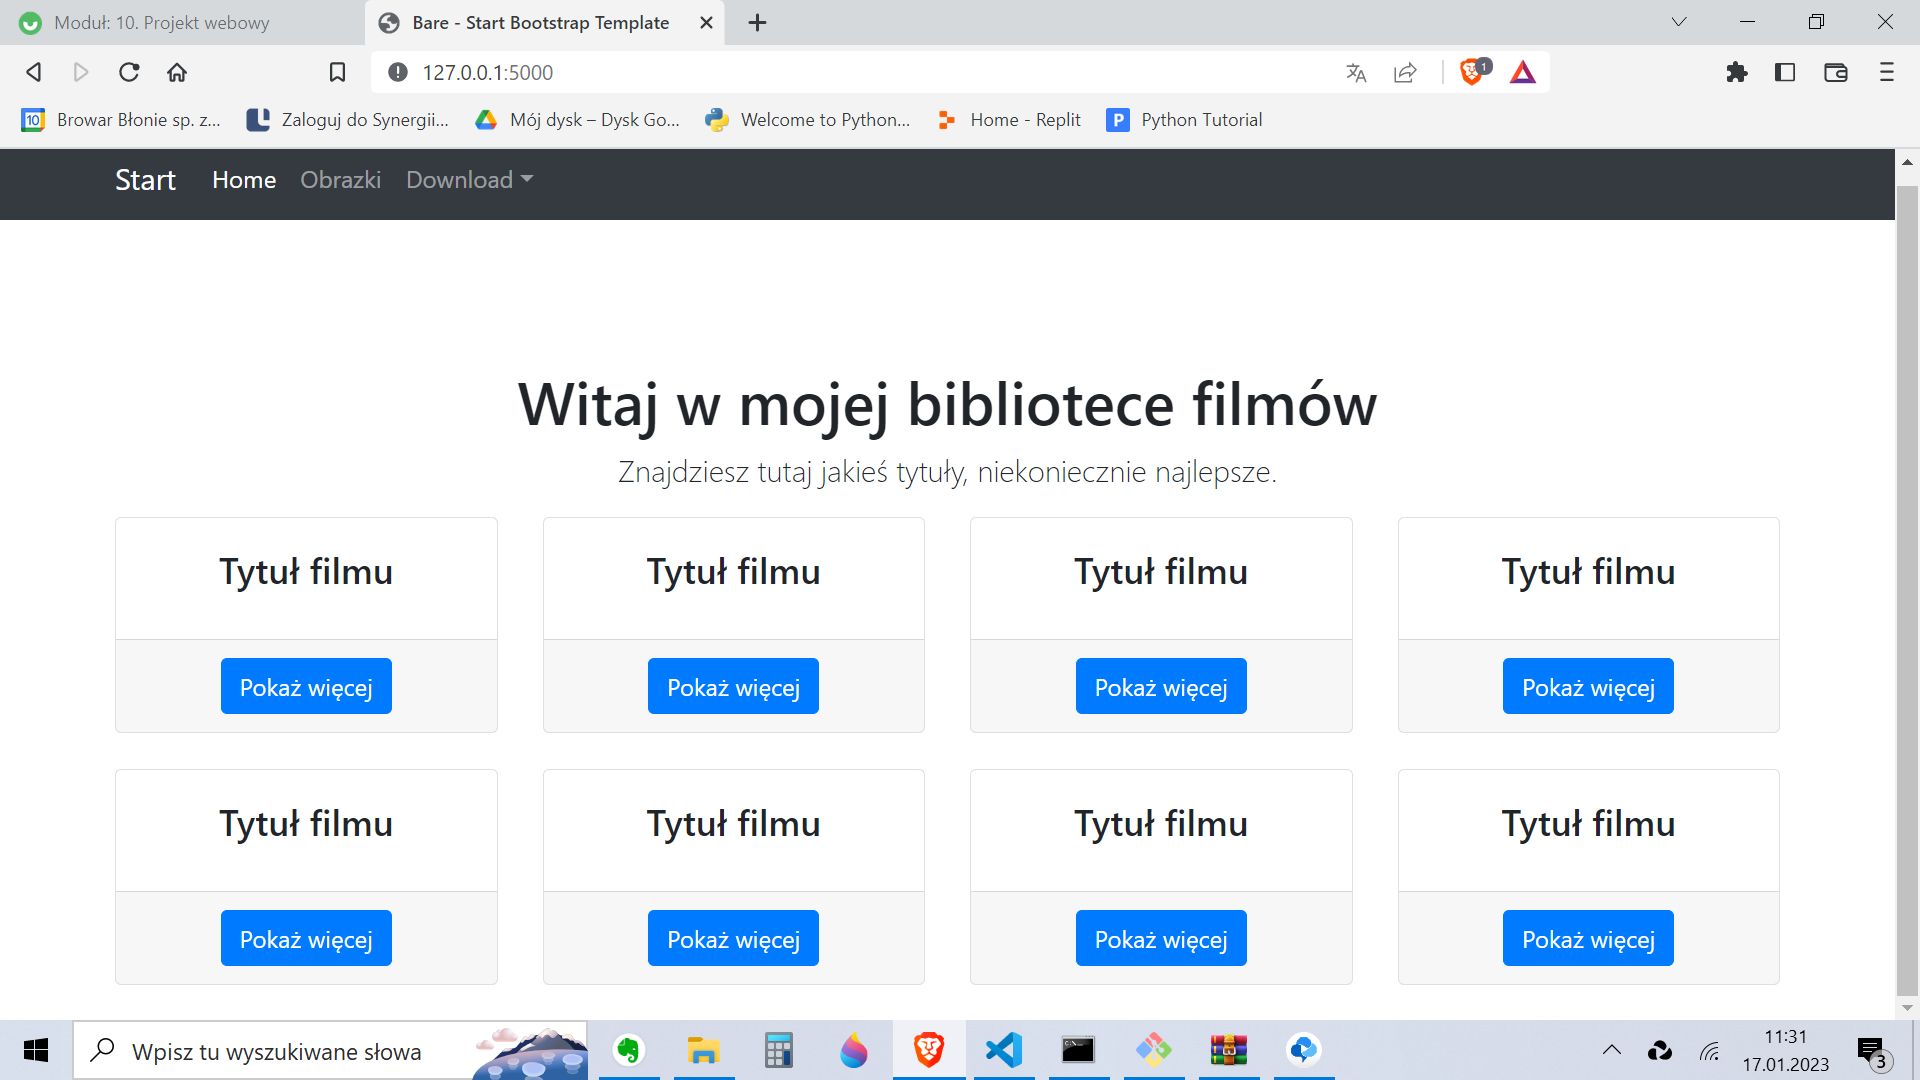 Moduł: 10. Projekt webowy
Bare - Start Bootstrap Template
127.0.0.1:5000
1
10 Browar Błonie sp. z...
Zaloguj do Synergii...
Mój dysk – Dysk Go...
Welcome to Python...
Home - Replit
P Python Tutorial
Start Home Obrazki Download
Witaj w mojej bibliotece filmów
Znajdziesz tutaj jakieś tytuły, niekoniecznie najlepsze.
Tytuł filmu Tytuł filmu Tytuł filmu Tytuł filmu
Pokaż więcej Pokaż więcej Pokaż więcej Pokaż więcej
Tytuł filmu Tytuł filmu Tytuł filmu Tytuł filmu
Pokaż więcej Pokaż więcej Pokaż więcej Pokaż więcej
Wpisz tu wyszukiwane słowa
11:31
17.01.2023
3